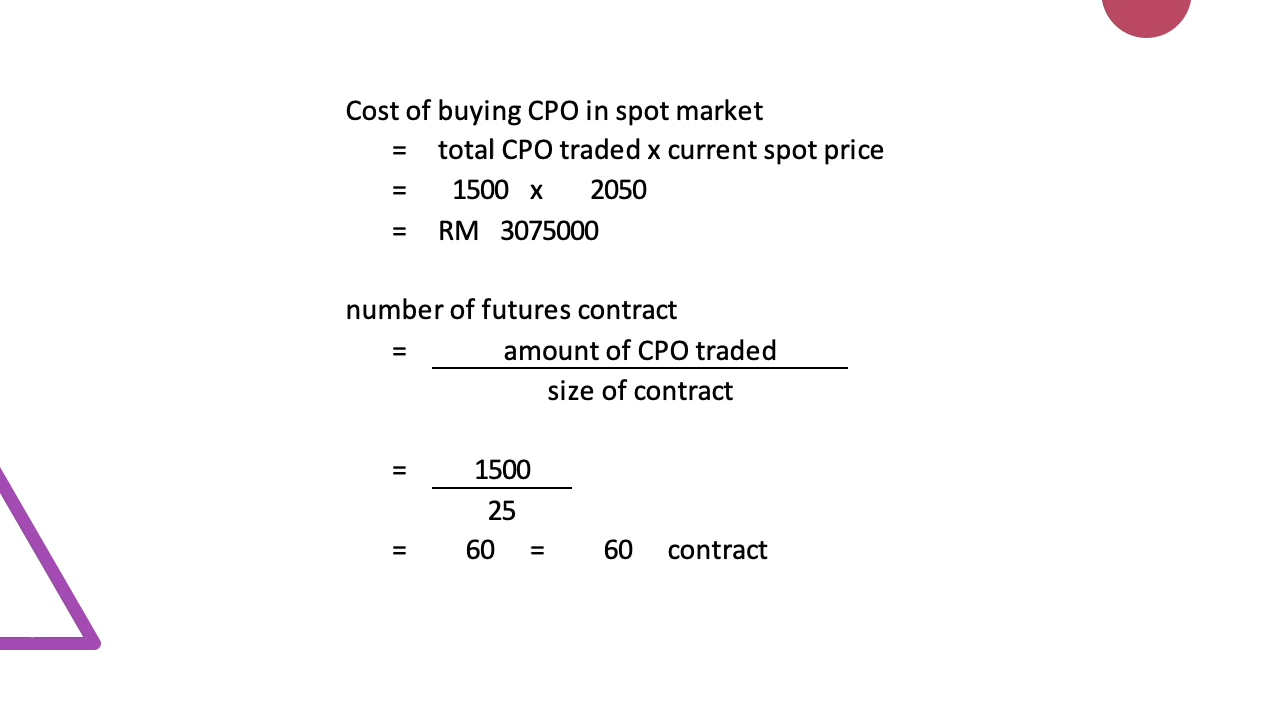 Cost of buying CPO in spot market
= total CPO traded x current spot price
= 1500 x 2050
= RM 3075000
number of futures contract
= amount of CPO traded
size of contract
= 1500
25
= 60 = 60 contract